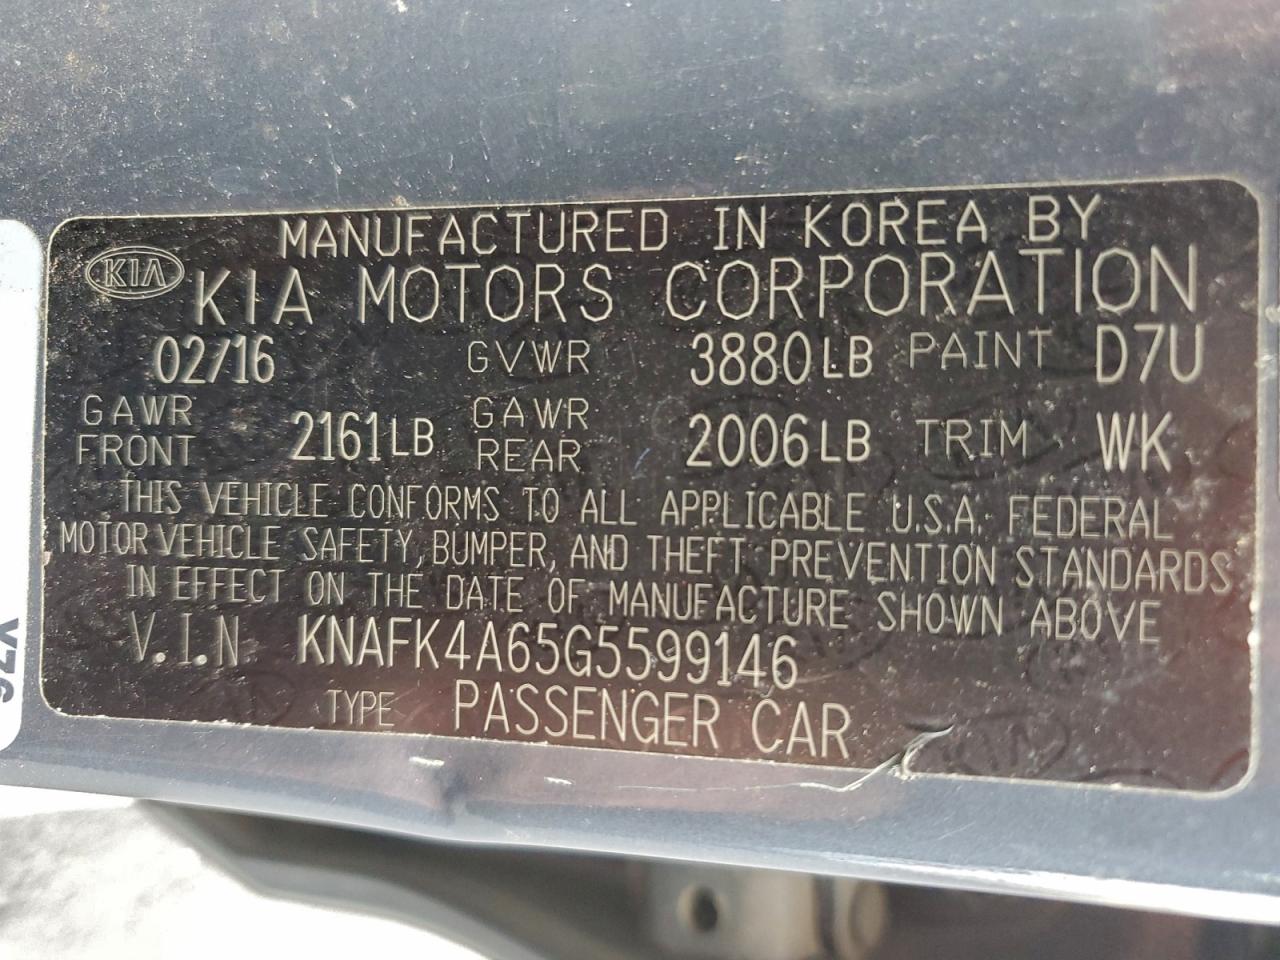 MANUFACTURED IN KOREA BY
KIA KIA MOTORS CORPORATION
02/16 GVWR 3880LB PAINT D7U
GAWR FRONT 2161LB GAWR REAR 2006LB TRIM WK
THIS VEHICLE CONFORMS TO ALL APPLICABLE U.S.A. FEDERAL
MOTOR VEHICLE SAFETY, BUMPER, AND THEFT PREVENTION STANDARDS
IN EFFECT ON THE DATE OF MANUFACTURE SHOWN ABOVE
V.I.N KNAFK4A65G5599146
TYPE PASSENGER CAR
KIA